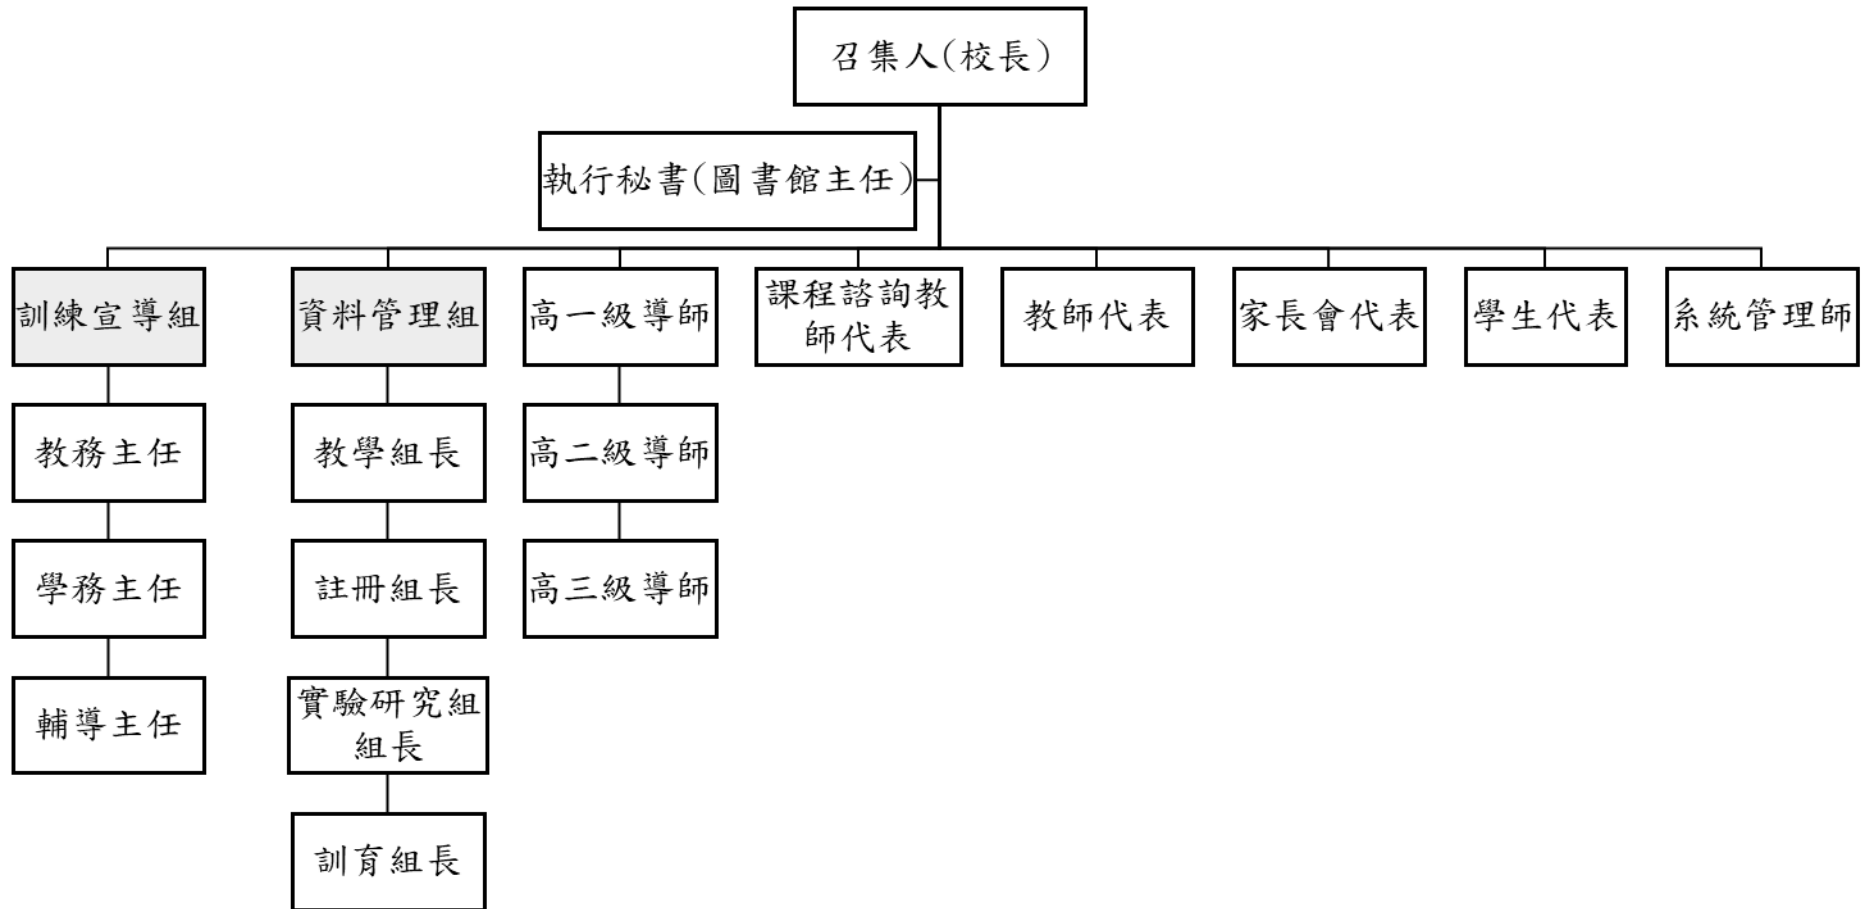 召集人(校長)
執行秘書(圖書館主任)
訓練宣導組
資料管理組
高一級導師
課程諮詢教
師代表
教師代表
家長會代表
學生代表
系統管理師
教務主任
教學組長
高二級導師
學務主任
註冊組長
高三級導師
輔導主任
實驗研究組
組長
訓育組長